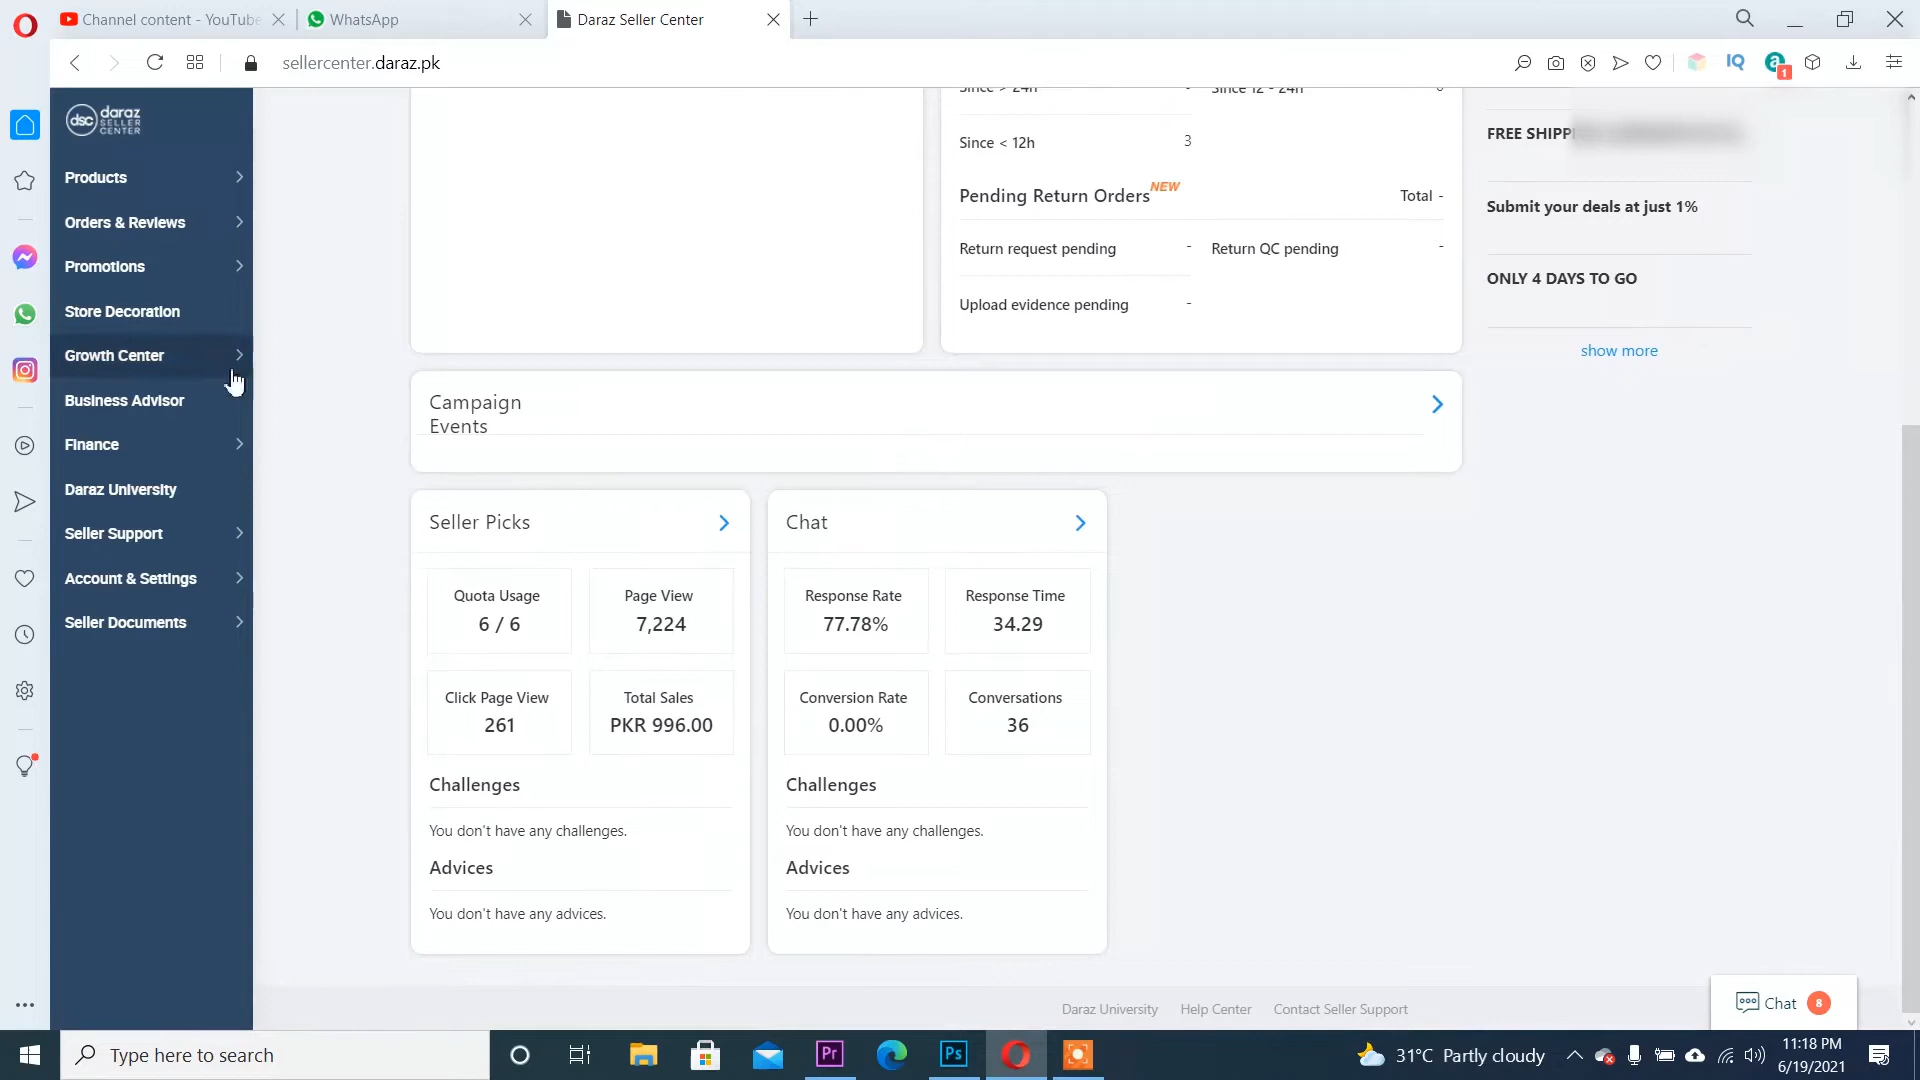 Channel content - YouTube
WhatsApp
Daraz Seller Center
sellercenter.daraz.pk
IQ
a
1
dsc daraz
SELLER
CENTER
Products
Orders & Reviews
Promotions
Store Decoration
Growth Center
Business Advisor
Finance
Daraz University
Seller Support
Account & Settings
Seller Documents
Since > 24h -
Since 12 - 24h
Since < 12h 3
Pending Return Orders NEW Total -
Return request pending - Return QC pending -
Upload evidence pending -
Campaign
Events
Seller Picks
Quota Usage
6 / 6
Page View
7,224
Click Page View
261
Total Sales
PKR 996.00
Challenges
You don't have any challenges.
Advices
You don't have any advices.
Chat
Response Rate
77.78%
Response Time
34.29
Conversion Rate
0.00%
Conversations
36
Challenges
You don't have any challenges.
Advices
You don't have any advices.
FREE SHIPP
Submit your deals at just 1%
ONLY 4 DAYS TO GO
show more
Daraz University Help Center Contact Seller Support
Chat 8
Type here to search
Pr
Ps
31°C Partly cloudy
11:18 PM
6/19/2021